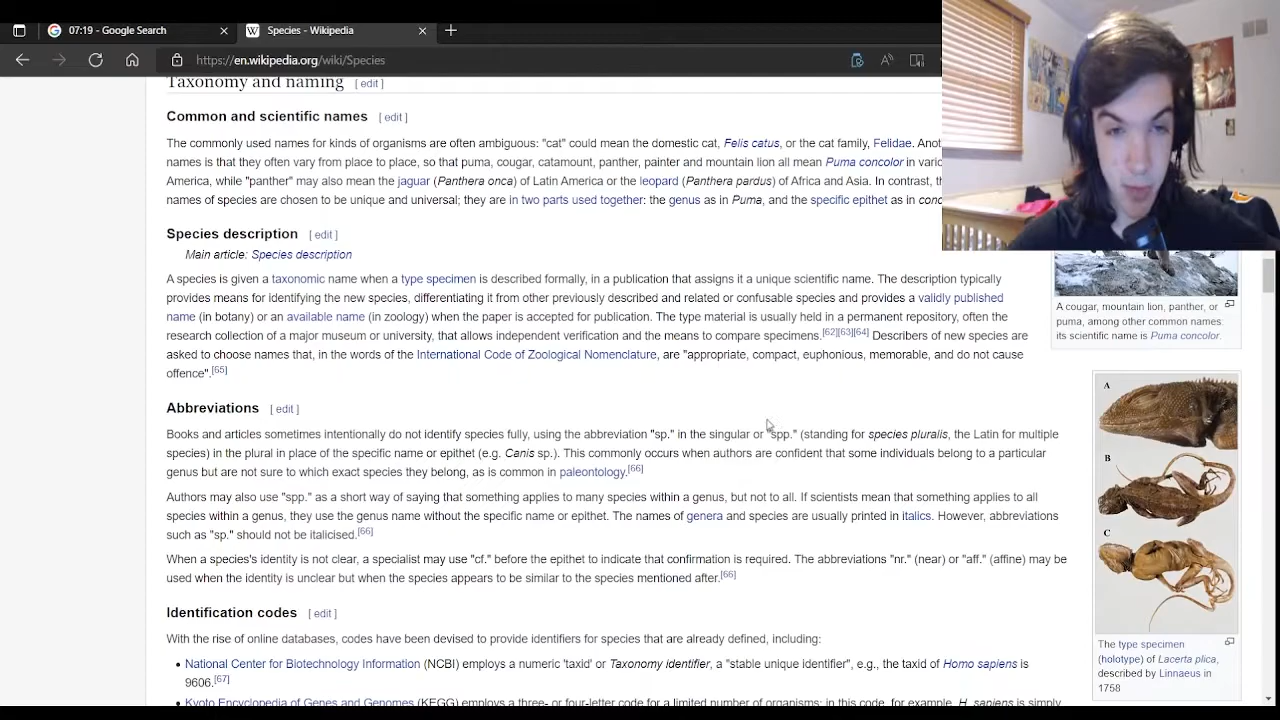 07:19 - Google Search
Species - Wikipedia
https://en.wikipedia.org/wiki/Species
Taxonomy and naming [ edit ]
Common and scientific names [ edit ]
The commonly used names for kinds of organisms are often ambiguous: "cat" could mean the domestic cat, Felis catus, or the cat family, Felidae. Anot
names is that they often vary from place to place, so that puma, cougar, catamount, panther, painter and mountain lion all mean Puma concolor in vario
America, while "panther" may also mean the jaguar (Panthera onca) of Latin America or the leopard (Panthera pardus) of Africa and Asia. In contrast, th
names of species are chosen to be unique and universal; they are in two parts used together: the genus as in Puma, and the specific epithet as in conc
Species description [ edit ]
Main article: Species description
A species is given a taxonomic name when a type specimen is described formally, in a publication that assigns it a unique scientific name. The description typically
provides means for identifying the new species, differentiating it from other previously described and related or confusable species and provides a validly published
name (in botany) or an available name (in zoology) when the paper is accepted for publication. The type material is usually held in a permanent repository, often the
research collection of a major museum or university, that allows independent verification and the means to compare specimens.[62][63][64] Describers of new species are
asked to choose names that, in the words of the International Code of Zoological Nomenclature, are "appropriate, compact, euphonious, memorable, and do not cause
offence".[65]
Abbreviations [ edit ]
Books and articles sometimes intentionally do not identify species fully, using the abbreviation "sp." in the singular or "spp." (standing for species pluralis, the Latin for multiple
species) in the plural in place of the specific name or epithet (e.g. Canis sp.). This commonly occurs when authors are confident that some individuals belong to a particular
genus but are not sure to which exact species they belong, as is common in paleontology.[66]
Authors may also use "spp." as a short way of saying that something applies to many species within a genus, but not to all. If scientists mean that something applies to all
species within a genus, they use the genus name without the specific name or epithet. The names of genera and species are usually printed in italics. However, abbreviations
such as "sp." should not be italicised.[66]
When a species's identity is not clear, a specialist may use "cf." before the epithet to indicate that confirmation is required. The abbreviations "nr." (near) or "aff." (affine) may be
used when the identity is unclear but when the species appears to be similar to the species mentioned after.[66]
Identification codes [ edit ]
With the rise of online databases, codes have been devised to provide identifiers for species that are already defined, including:
National Center for Biotechnology Information (NCBI) employs a numeric 'taxid' or Taxonomy identifier, a "stable unique identifier", e.g., the taxid of Homo sapiens is
9606.[67]
Kyoto Encyclopedia of Genes and Genomes (KEGG) employs a three- or four-letter code for a limited number of organisms; in this code, for example, H. sapiens is simply
A cougar, mountain lion, panther, or
puma, among other common names.
its scientific name is Puma concolor.
A
B
C
The type specimen
(holotype) of Lacerta plica,
described by Linnaeus in
1758